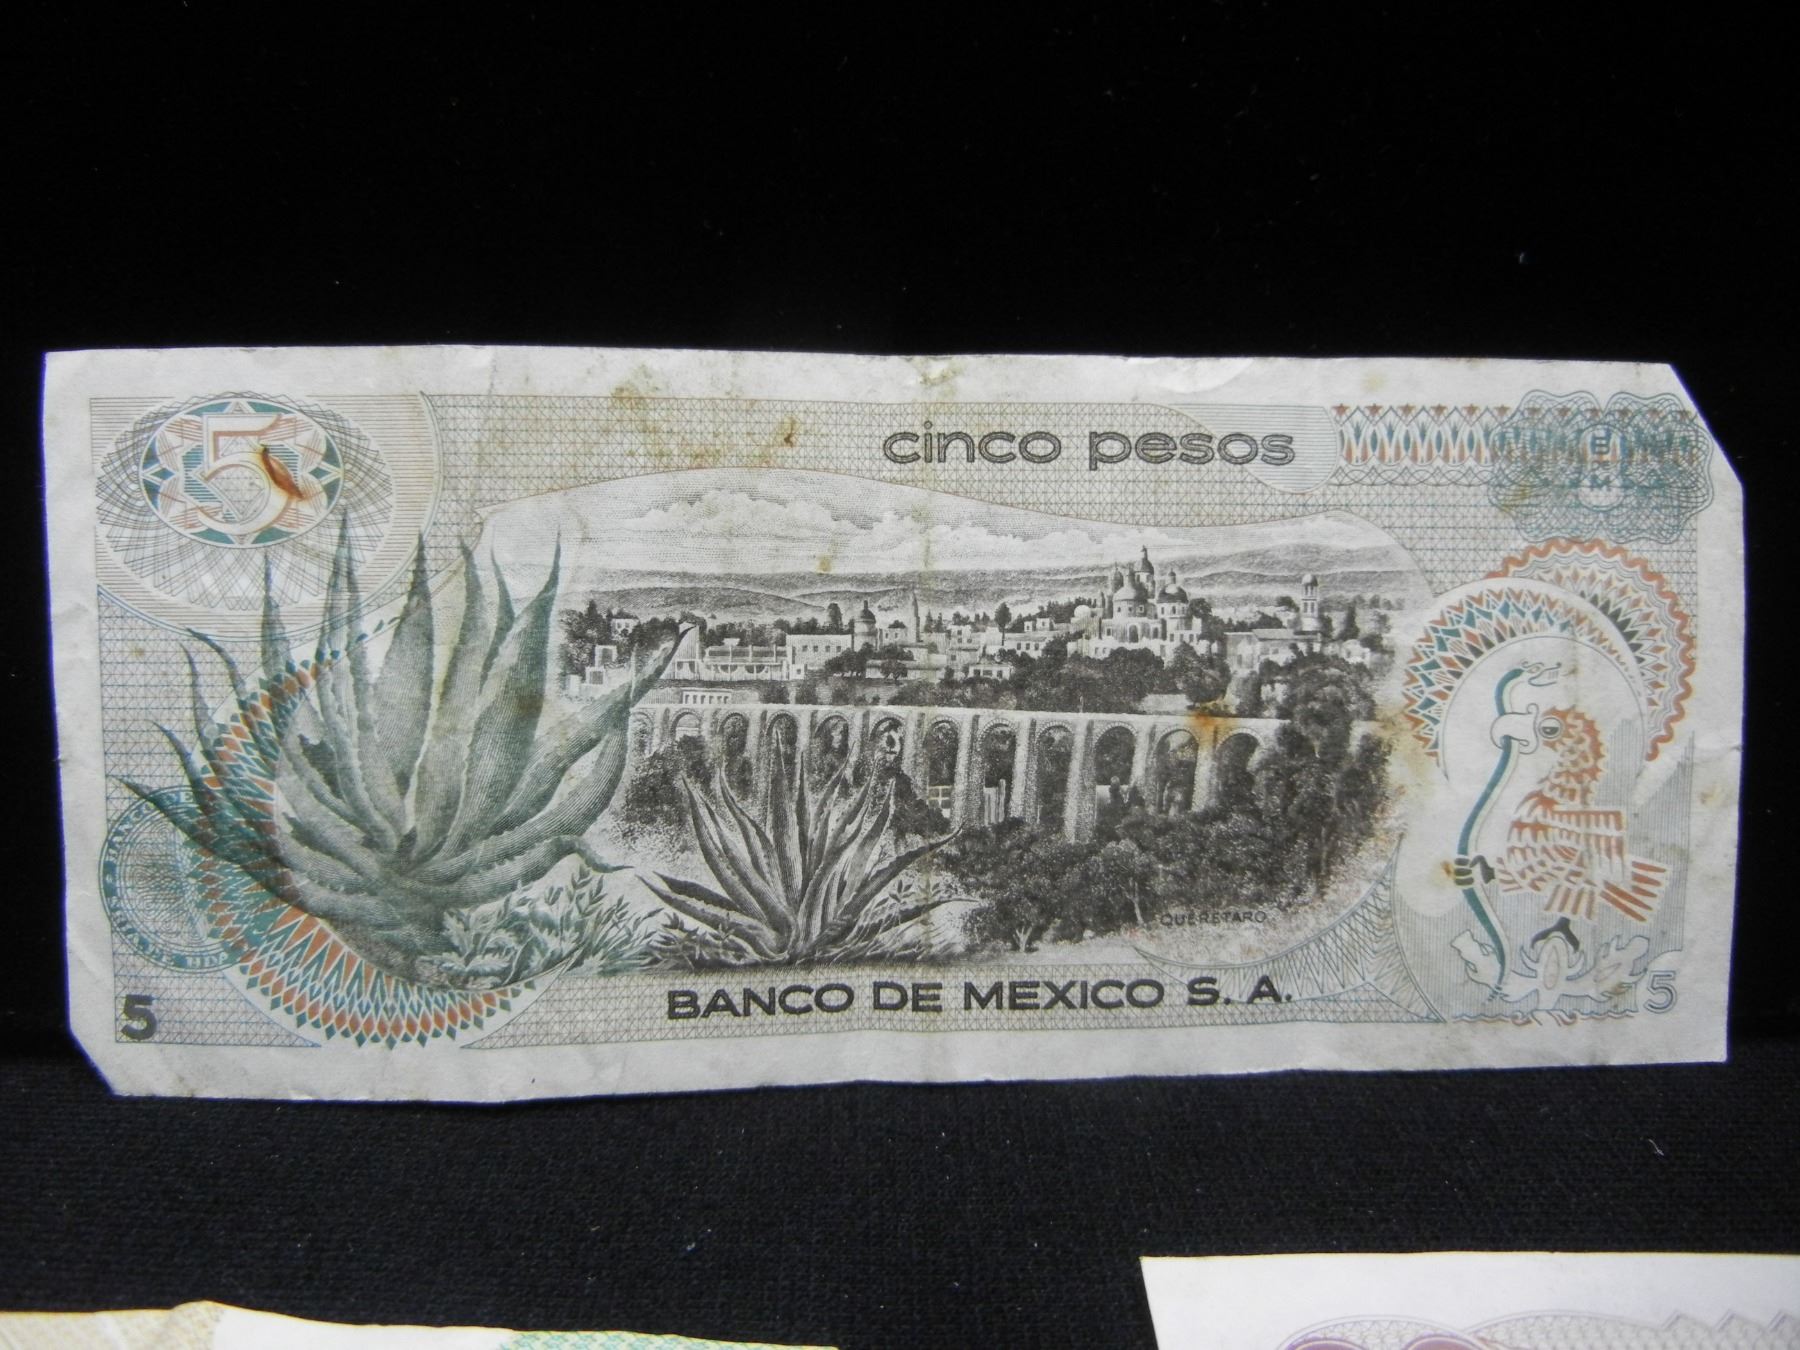 5
cinco pesos
QUERETARO
BANCO DE MEXICO S. A.
5
5